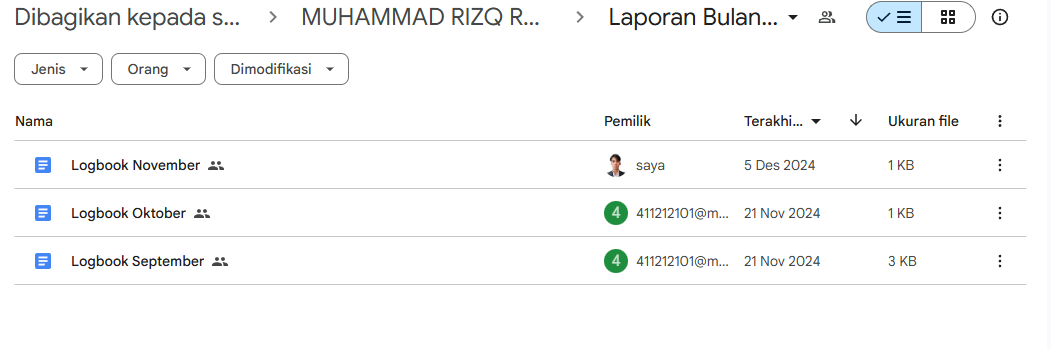 Dibagikan kepada s... > MUHAMMAD RIZQ R... > Laporan Bulan...
Jenis Orang Dimodifikasi
Nama Pemilik Terakhi... Ukuran file
Logbook November saya 5 Des 2024 1 KB
Logbook Oktober 4 411212101@m... 21 Nov 2024 1 KB
Logbook September 4 411212101@m... 21 Nov 2024 3 KB